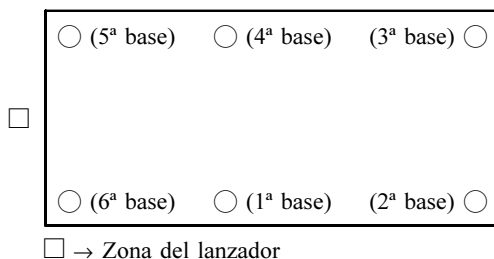 (5ª base) (4ª base) (3ª base)
(6ª base) (1ª base) (2ª base)
→ Zona del lanzador